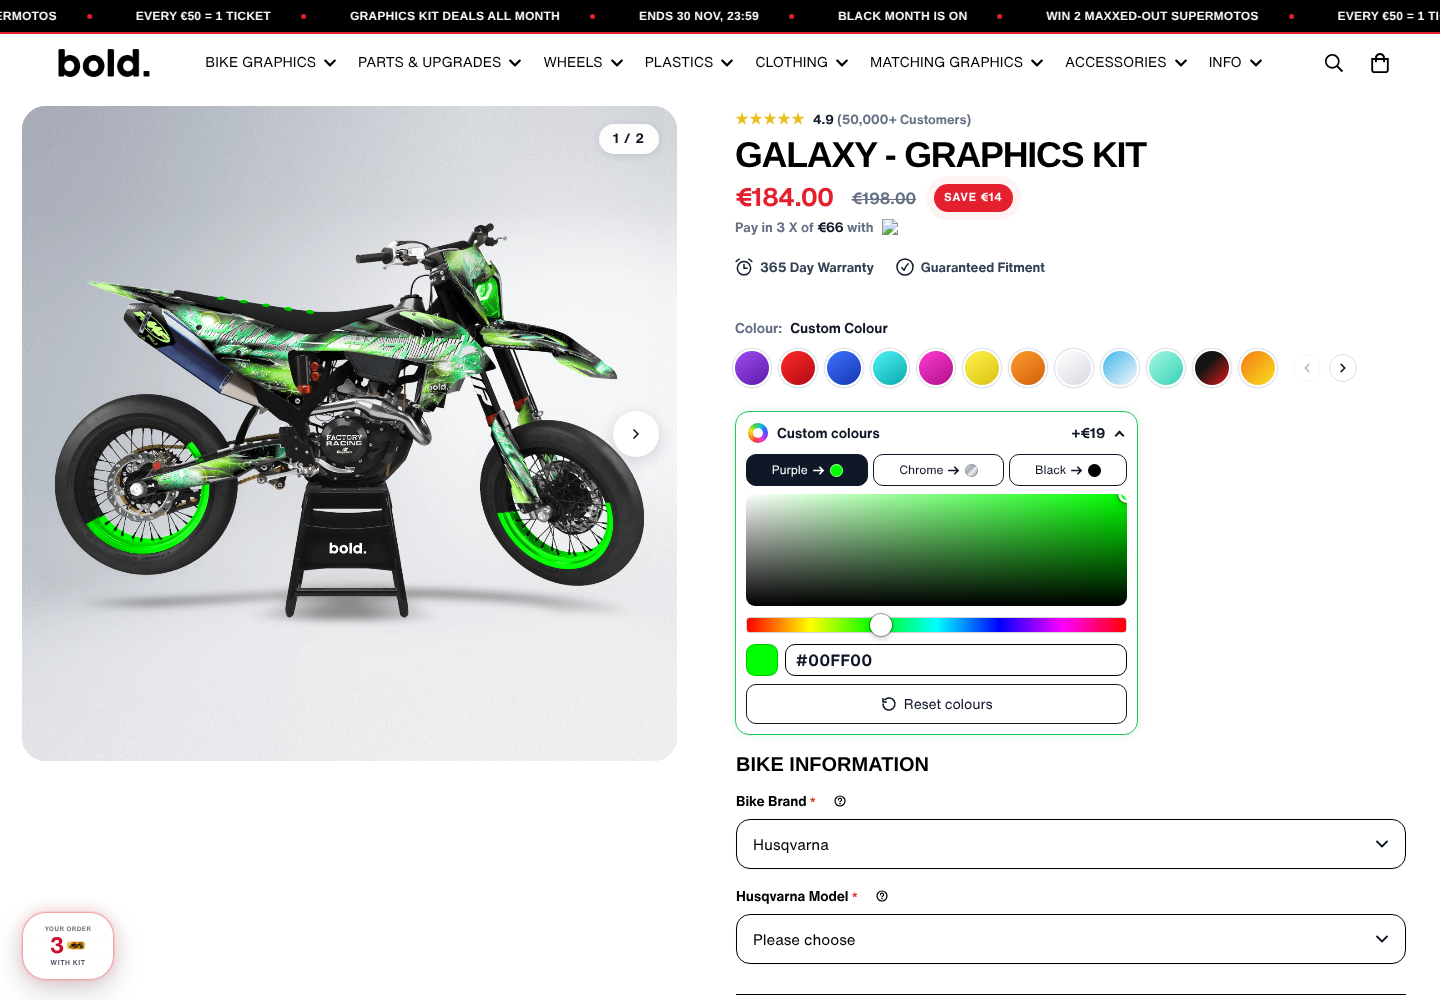 ERMOTOS • EVERY €50 = 1 TICKET • GRAPHICS KIT DEALS ALL MONTH • ENDS 30 NOV, 23:59 • BLACK MONTH IS ON • WIN 2 MAXXED-OUT SUPERMOTOS • EVERY €50 = 1 TI
bold.
BIKE GRAPHICS PARTS & UPGRADES WHEELS PLASTICS CLOTHING MATCHING GRAPHICS ACCESSORIES INFO
1 / 2
bold.
FACTORY
RACING
bold.
★★★★★ 4.9 (50,000+ Customers)
GALAXY - GRAPHICS KIT
€184.00 €198.00 SAVE €14
Pay in 3 X of €66 with
365 Day Warranty Guaranteed Fitment
Colour: Custom Colour
Custom colours +€19
Purple → Chrome → Black →
#00FF00
Reset colours
BIKE INFORMATION
Bike Brand *
Husqvarna
Husqvarna Model *
Please choose
YOUR ORDER
3
WITH KIT